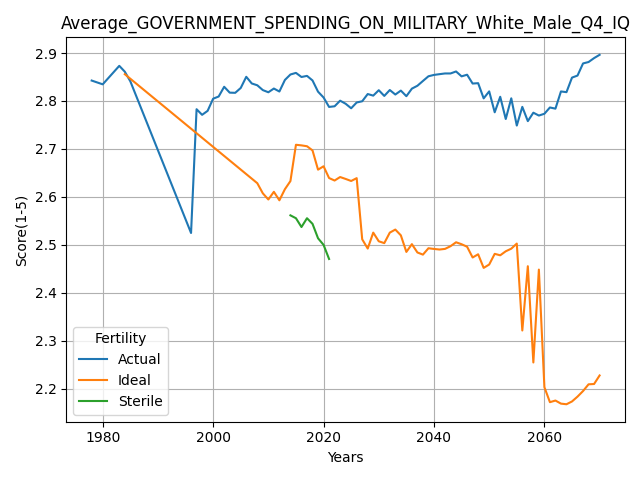 Average_GOVERNMENT_SPENDING_ON_MILITARY_White_Male_Q4_IQ
Score(1-5)
2.9
2.8
2.7
2.6
2.5
2.4
2.3
2.2
Fertility
Actual
Ideal
Sterile
1980 2000 2020 2040 2060
Years